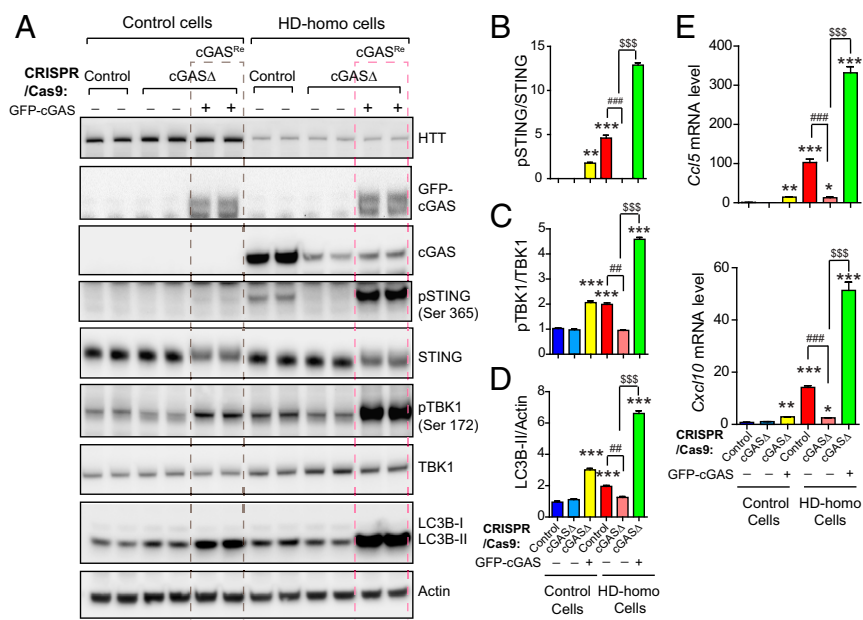 A
Control cells
HD-homo cells
cGASRe
cGASRe
CRISPR
/Cas9:
Control
cGASΔ
Control
cGASΔ
GFP-cGAS
– – – – + + – – – – + +
HTT
GFP-
cGAS
cGAS
pSTING
(Ser 365)
STING
pTBK1
(Ser 172)
TBK1
LC3B-I
LC3B-II
Actin
B
pSTING/STING
15
10
5
0
**
***
###
$$$
C
pTBK1/TBK1
5
4
3
2
1
0
***
***
##
$$$
***
D
LC3B-II/Actin
8
6
4
2
0
***
***
##
$$$
***
CRISPR
/Cas9:
Control
cGASΔ
cGASΔ
Control
cGASΔ
cGASΔ
GFP-cGAS
– – + – – +
Control
Cells
HD-homo
Cells
E
Ccl5 mRNA level
400
300
200
100
0
**
***
###
*
$$$
***
Cxcl10 mRNA level
60
40
20
0
**
***
###
*
$$$
***
CRISPR
/Cas9:
Control
cGASΔ
cGASΔ
Control
cGASΔ
cGASΔ
GFP-cGAS
– – + – – +
Control
Cells
HD-homo
Cells